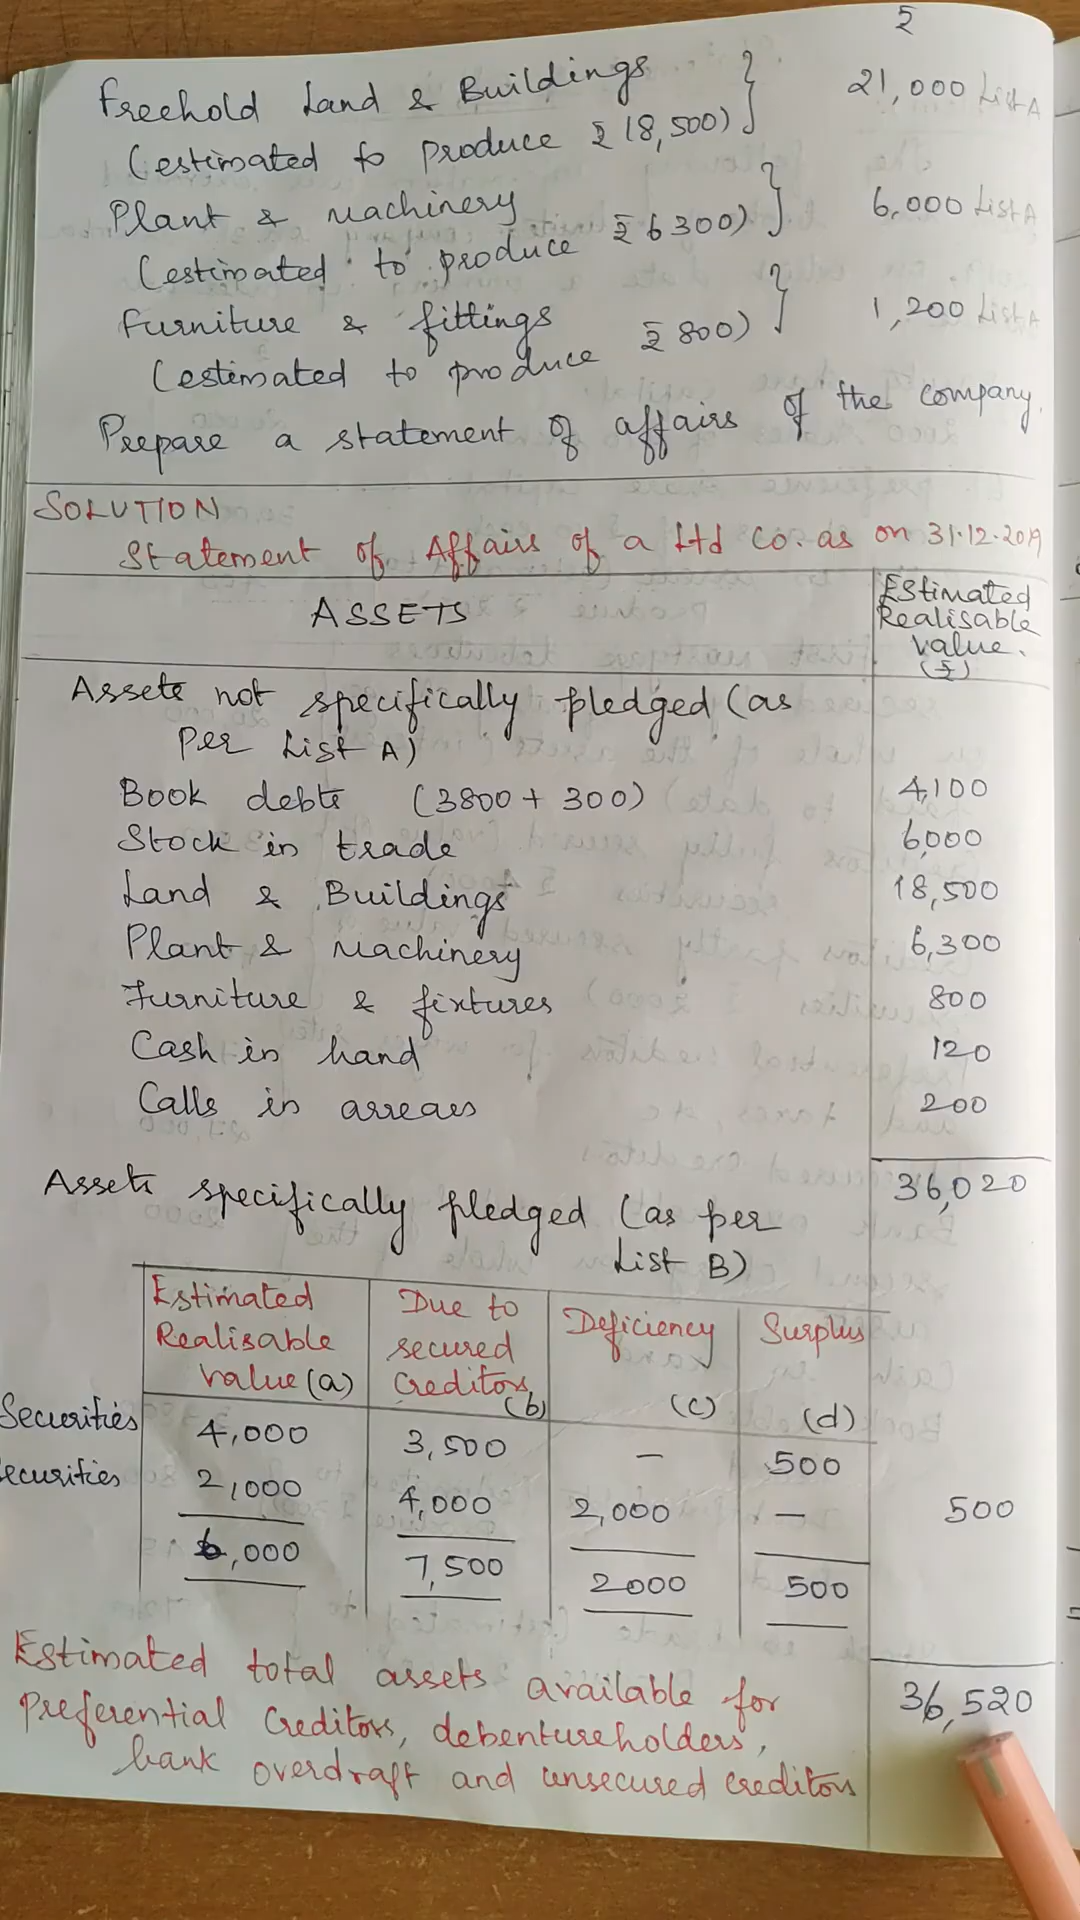 ₹
Freehold Land & Buildings } 21,000 List A
(estimated to produce ₹ 18,500)
Plant & Machinery } 6,000 List A
(estimated to produce ₹ 6300)
Furniture & fittings } 1,200 List A
(estimated to produce ₹ 800)
Prepare a statement of affairs of the company.
SOLUTION
Statement of Affairs of a Ltd Co. as on 31.12.2019
ASSETS
Estimated Realisable Value. (₹)
Assets not specifically pledged (as
Per List A)
Book debts (3800 + 300) 4,100
Stock in trade 6,000
Land & Buildings 18,500
Plant & Machinery 6,300
Furniture & fixtures 800
Cash in hand 120
Calls in arrears 200
36,020
Assets specifically pledged (as per
List B)
Estimated Realisable Value (a)
Due to secured Creditors (b)
Deficiency (c)
Surplus (d)
Securities 4,000 3,500 – 500
ecurities 2,000 4,000 2,000 – 500
6,000 7,500 2000 500
Estimated total assets available for 36,520
Preferential Creditors, debentureholders,
bank overdraft and unsecured creditors